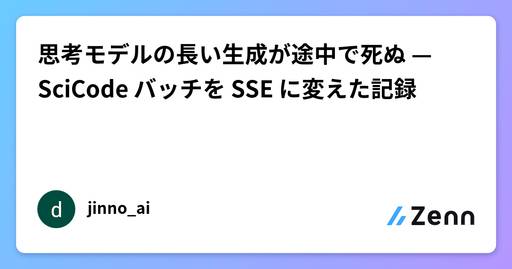 思考モデルの長い生成が途中で死ぬ —
SciCode バッチを SSE に変えた記録
d
jinno_ai
Zenn